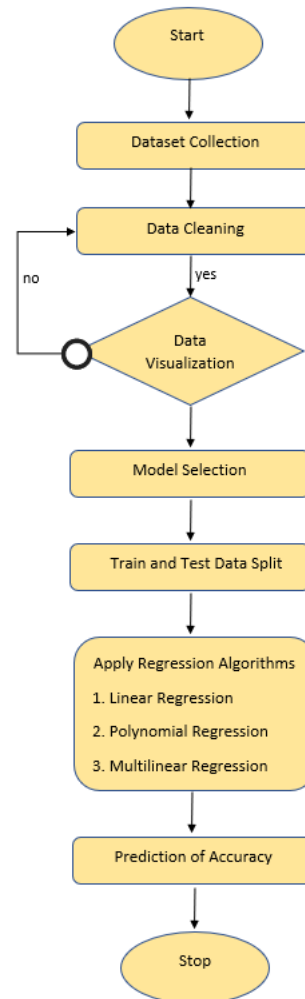 Start
Dataset Collection
Data Cleaning
no
yes
Data
Visualization
Model Selection
Train and Test Data Split
Apply Regression Algorithms
1. Linear Regression
2. Polynomial Regression
3. Multilinear Regression
Prediction of Accuracy
Stop